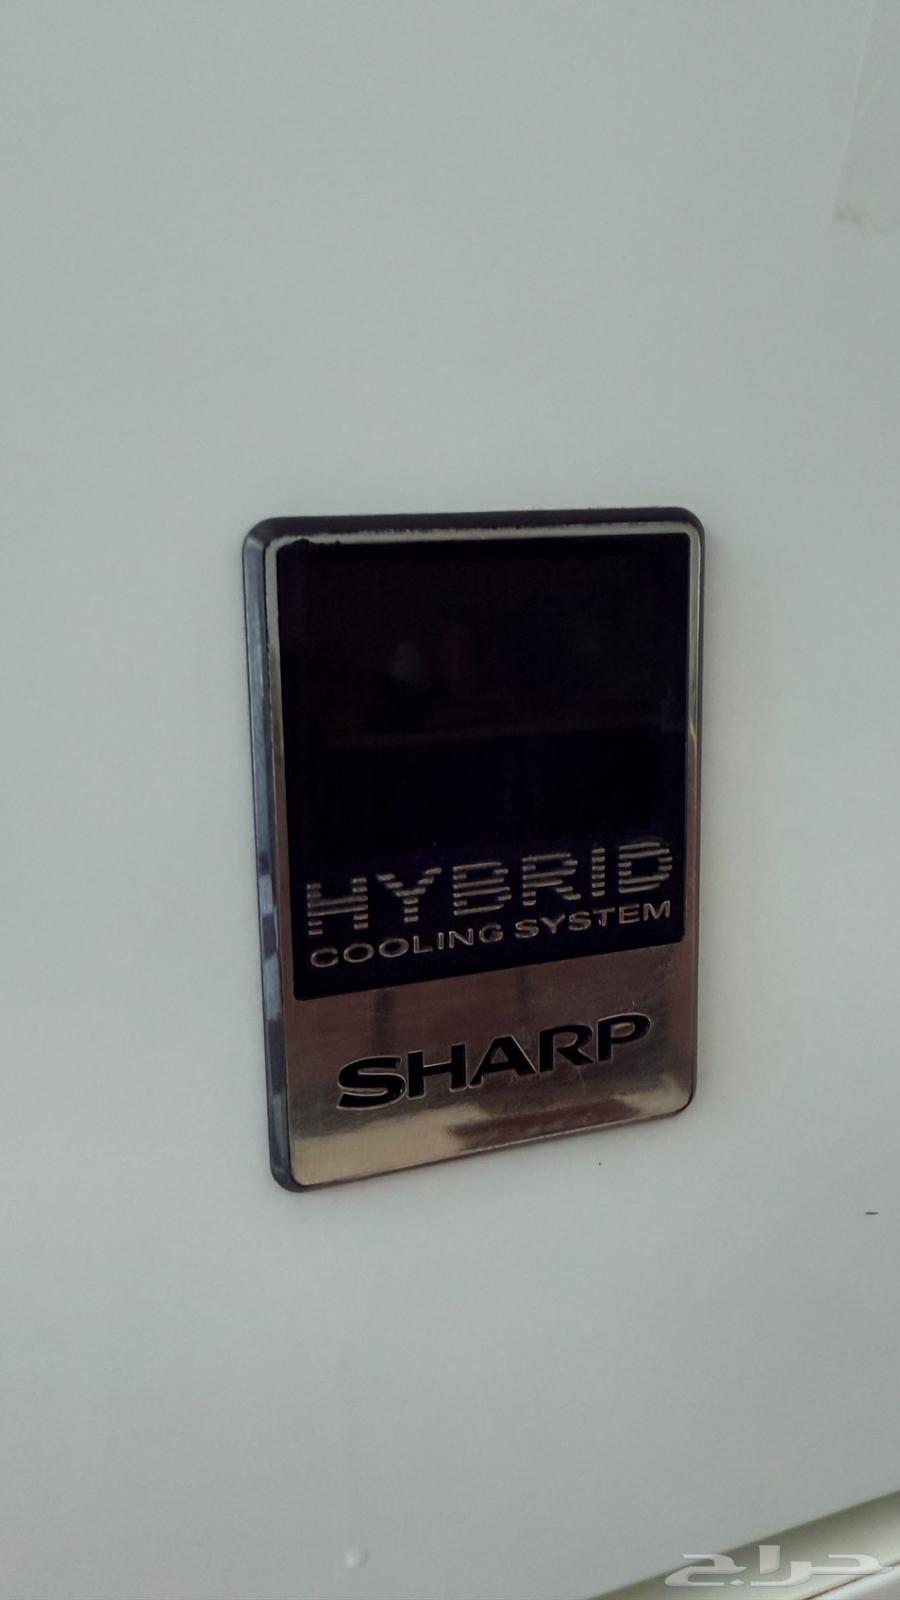 HYBRID
COOLING SYSTEM
SHARP
حراج